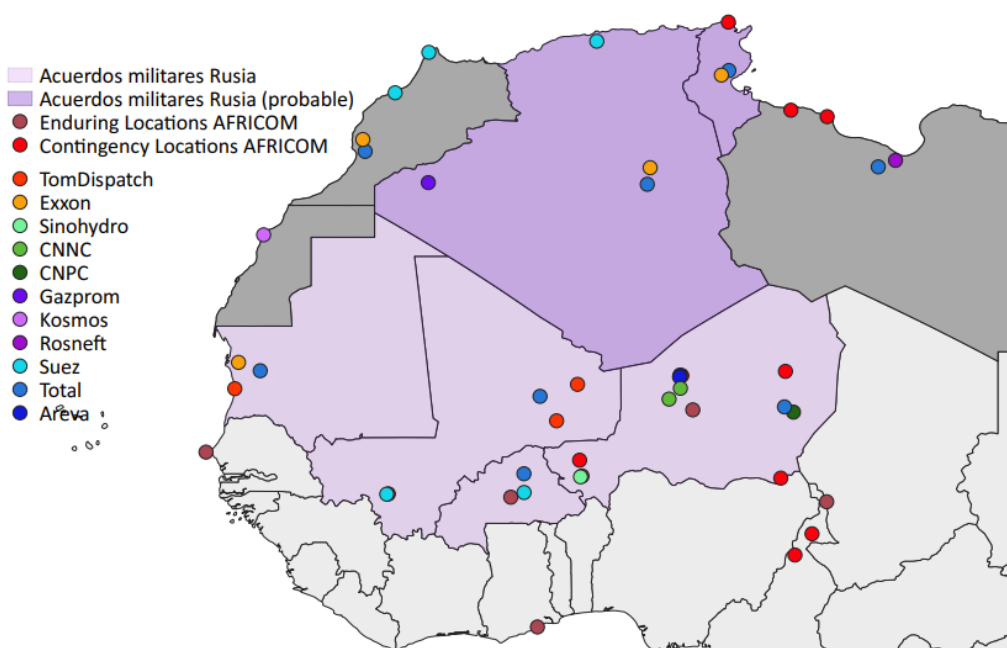 Acuerdos militares Rusia
Acuerdos militares Rusia (probable)
Enduring Locations AFRICOM
Contingency Locations AFRICOM
TomDispatch
Exxon
Sinohydro
CNNC
CNPC
Gazprom
Kosmos
Rosneft
Suez
Total
Areva